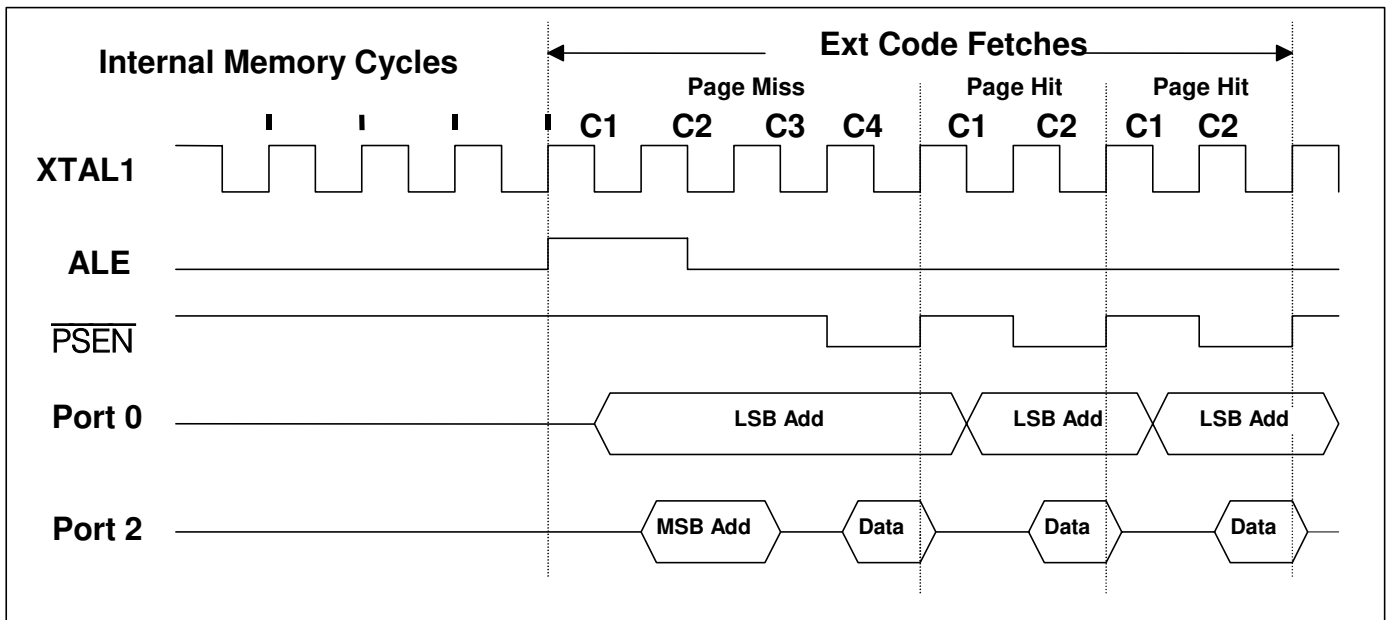 Ext Code Fetches
Internal Memory Cycles
Page Miss Page Hit Page Hit
C1 C2 C3 C4 C1 C2 C1 C2
XTAL1
ALE
PSEN
Port 0 LSB Add LSB Add LSB Add
Port 2 MSB Add Data Data Data